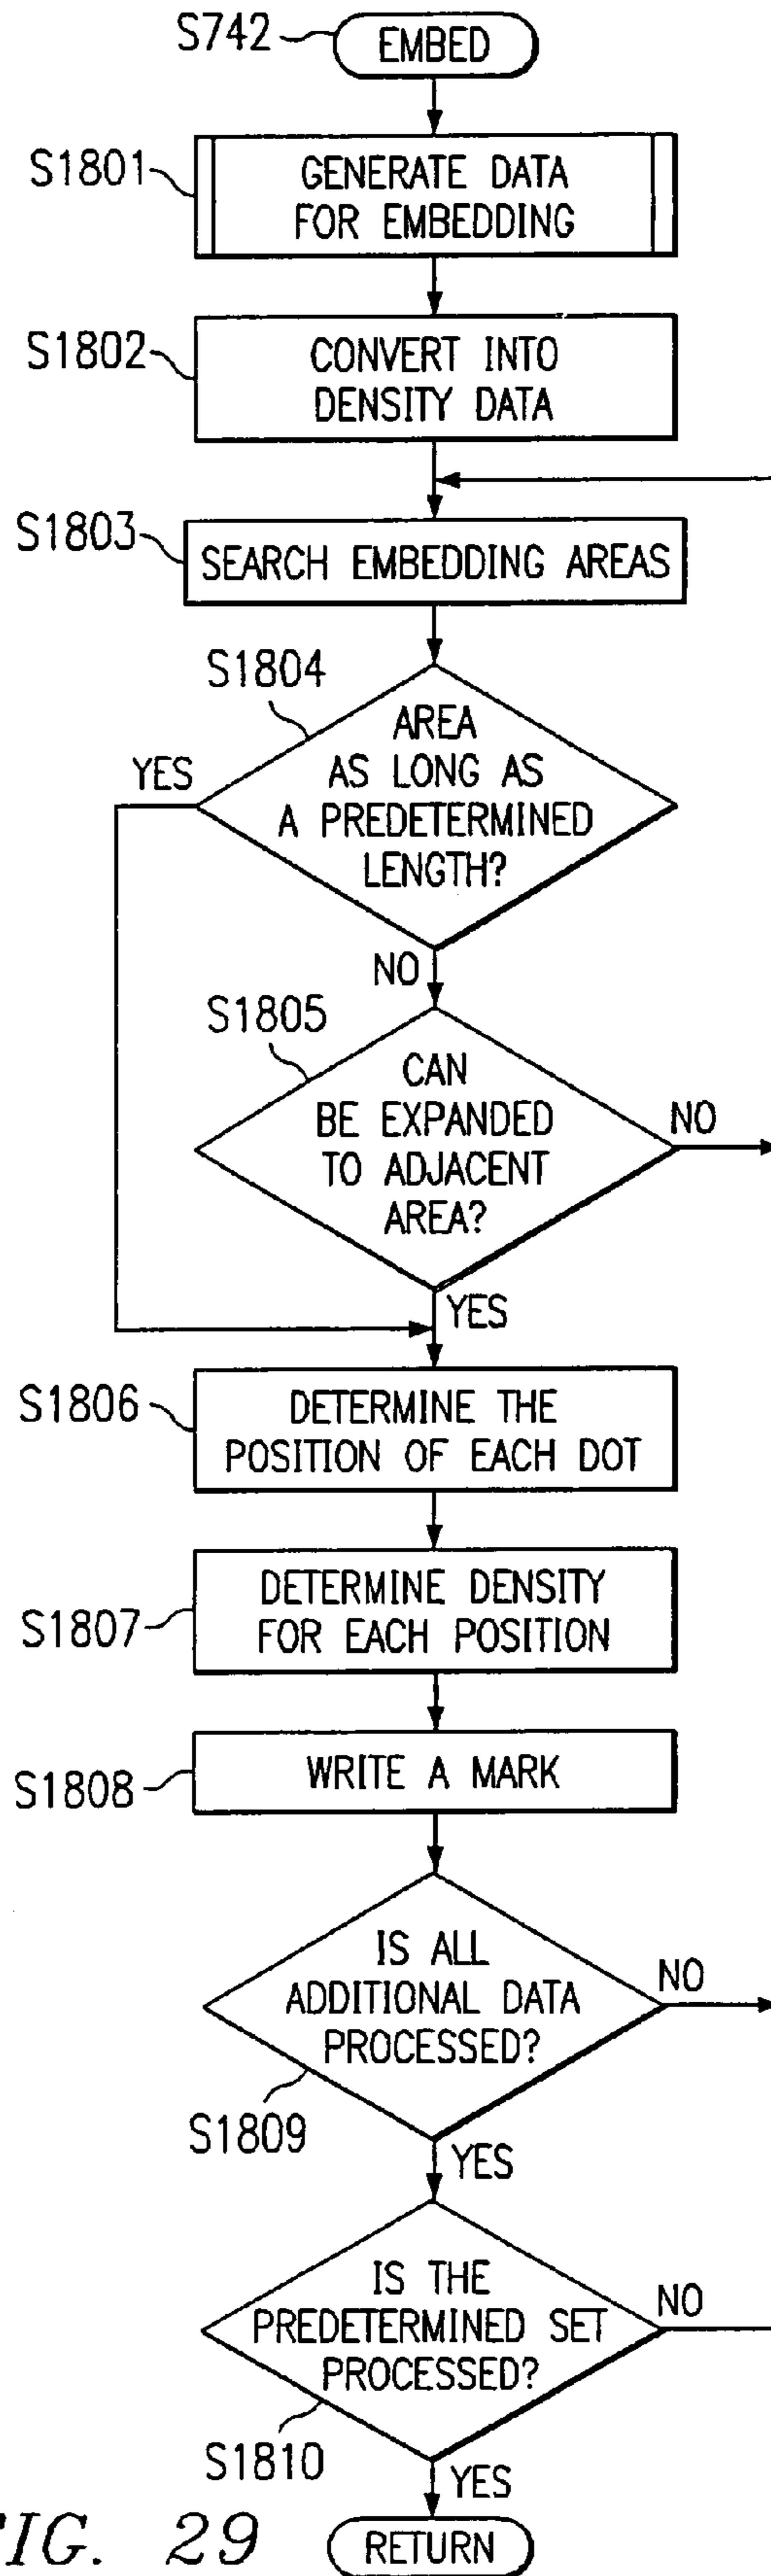 S742
EMBED
S1801
GENERATE DATA
FOR EMBEDDING
S1802
CONVERT INTO
DENSITY DATA
S1803
SEARCH EMBEDDING AREAS
S1804
AREA
AS LONG AS
A PREDETERMINED
LENGTH?
YES
NO
S1805
CAN
BE EXPANDED
TO ADJACENT
AREA?
NO
YES
S1806
DETERMINE THE
POSITION OF EACH DOT
S1807
DETERMINE DENSITY
FOR EACH POSITION
S1808
WRITE A MARK
IS ALL
ADDITIONAL DATA
PROCESSED?
NO
S1809
YES
IS THE
PREDETERMINED SET
PROCESSED?
NO
S1810
YES
FIG. 29
RETURN